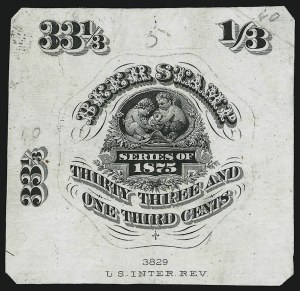 33⅓ 1/3
BEER STAMP
SERIES OF
1875
THIRTY THREE AND
ONE THIRD CENTS
33⅓
3829
U.S. INTER. REV.